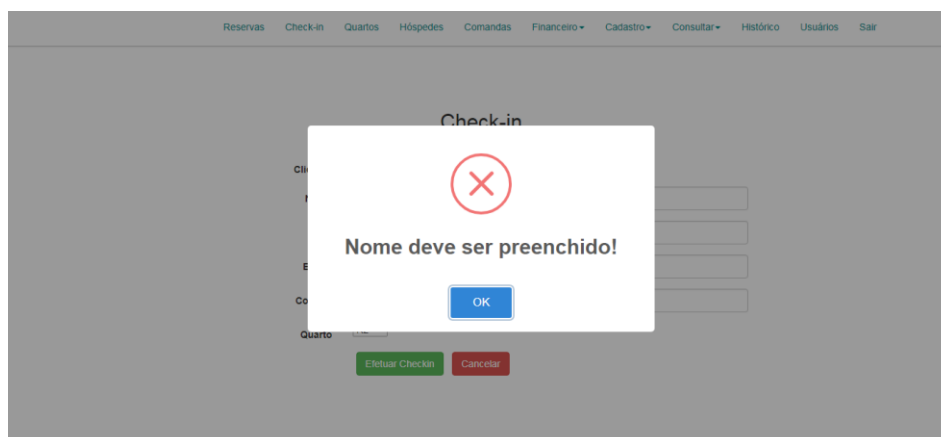 Reservas Check-in Quartos Hóspedes Comandas Financeiro Cadastro Consultar Histórico Usuários Sair
Check-in
Nome deve ser preenchido!
OK
Quarto
Efetuar Checkin Cancelar